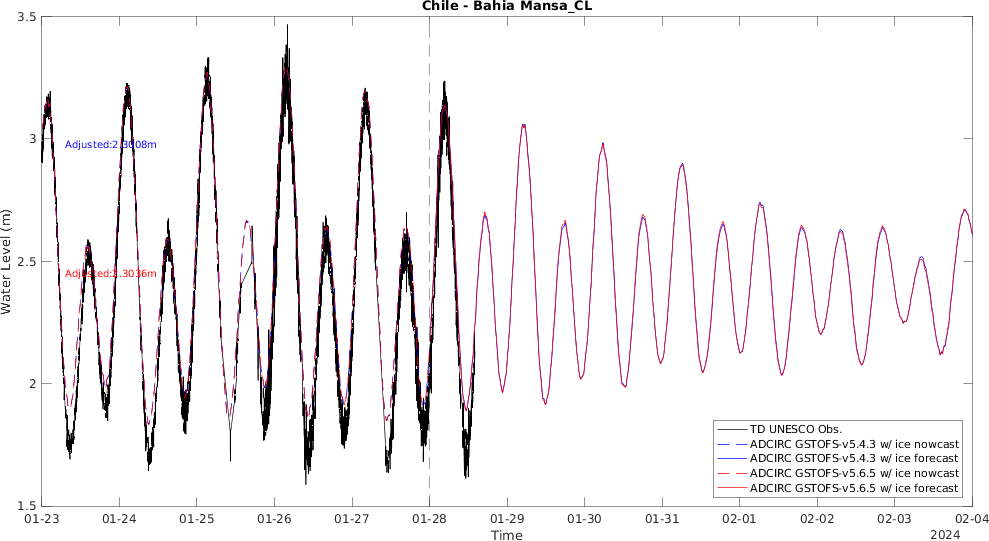 Chile - Bahia Mansa_CL
3.5
3
2.5
2
1.5
Water Level (m)
Adjusted:2.3008m
Adjusted:2.3036m
TD UNESCO Obs.
ADCIRC GSTOFS-v5.4.3 w/ ice nowcast
ADCIRC GSTOFS-v5.4.3 w/ ice forecast
ADCIRC GSTOFS-v5.6.5 w/ ice nowcast
ADCIRC GSTOFS-v5.6.5 w/ ice forecast
01-23 01-24 01-25 01-26 01-27 01-28 01-29 01-30 01-31 02-01 02-02 02-03 02-04
Time
2024